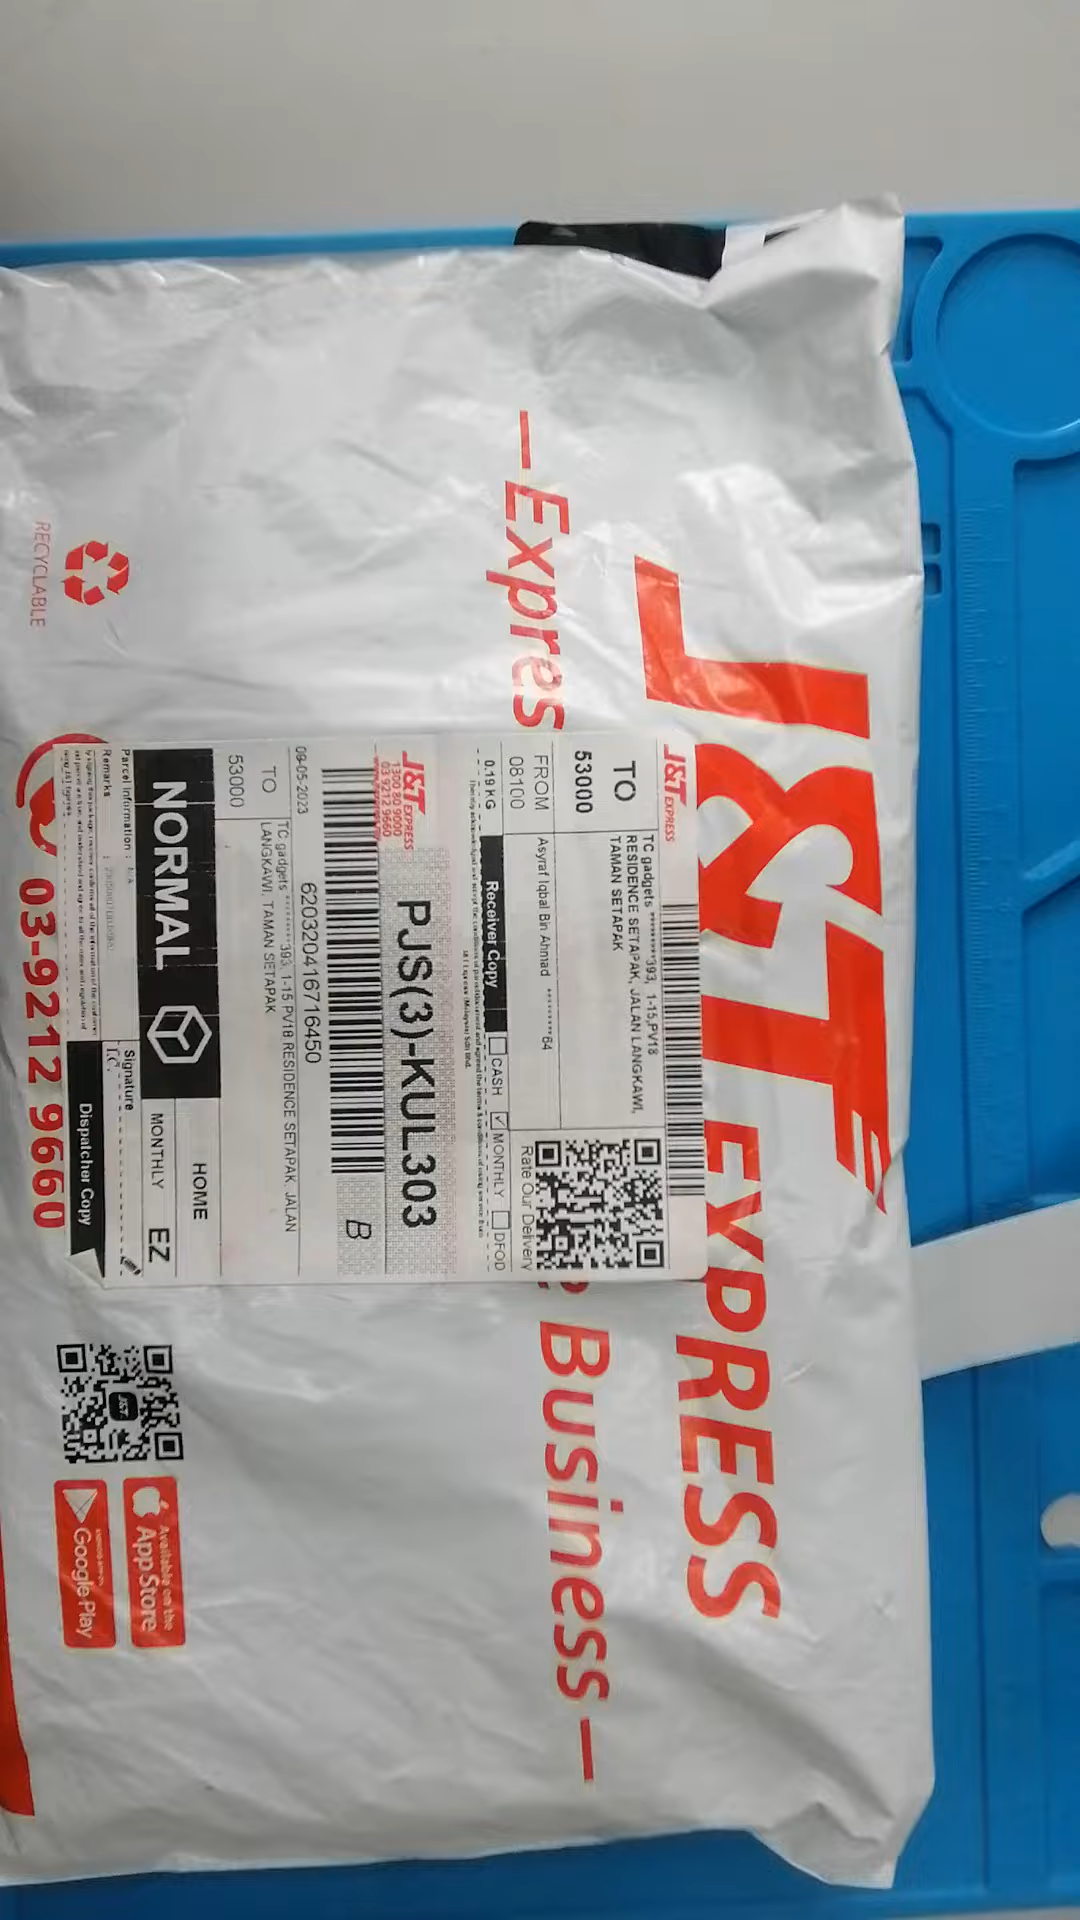 J&T EXPRESS
— Expres
e Business —
J&T EXPRESS
TO
53000
TC gadgets ********393, 1-15,PV18
RESIDENCE SETAPAK, JALAN LANGKAWI,
TAMAN SETAPAK
FROM
08100
Asyraf Iqbal Bin Ahmad ********64
Rate Our Delivery
0.19 KG
Receiver Copy
CASH
MONTHLY
DFOD
J&T EXPRESS
1300 80 9000
03 9212 9660
PJS(3)-KUL303
B
09-05-2023
620320416716450
TO
53000
TC gadgets ********393, 1-15 PV18 RESIDENCE SETAPAK, JALAN
LANGKAWI, TAMAN SETAPAK
NORMAL
HOME
MONTHLY
EZ
Parcel Information : N/A
Remarks :
Signature
I.C.
Dispatcher Copy
RECYCLABLE
03-9212 9660
J&T
Available on the
App Store
Google Play